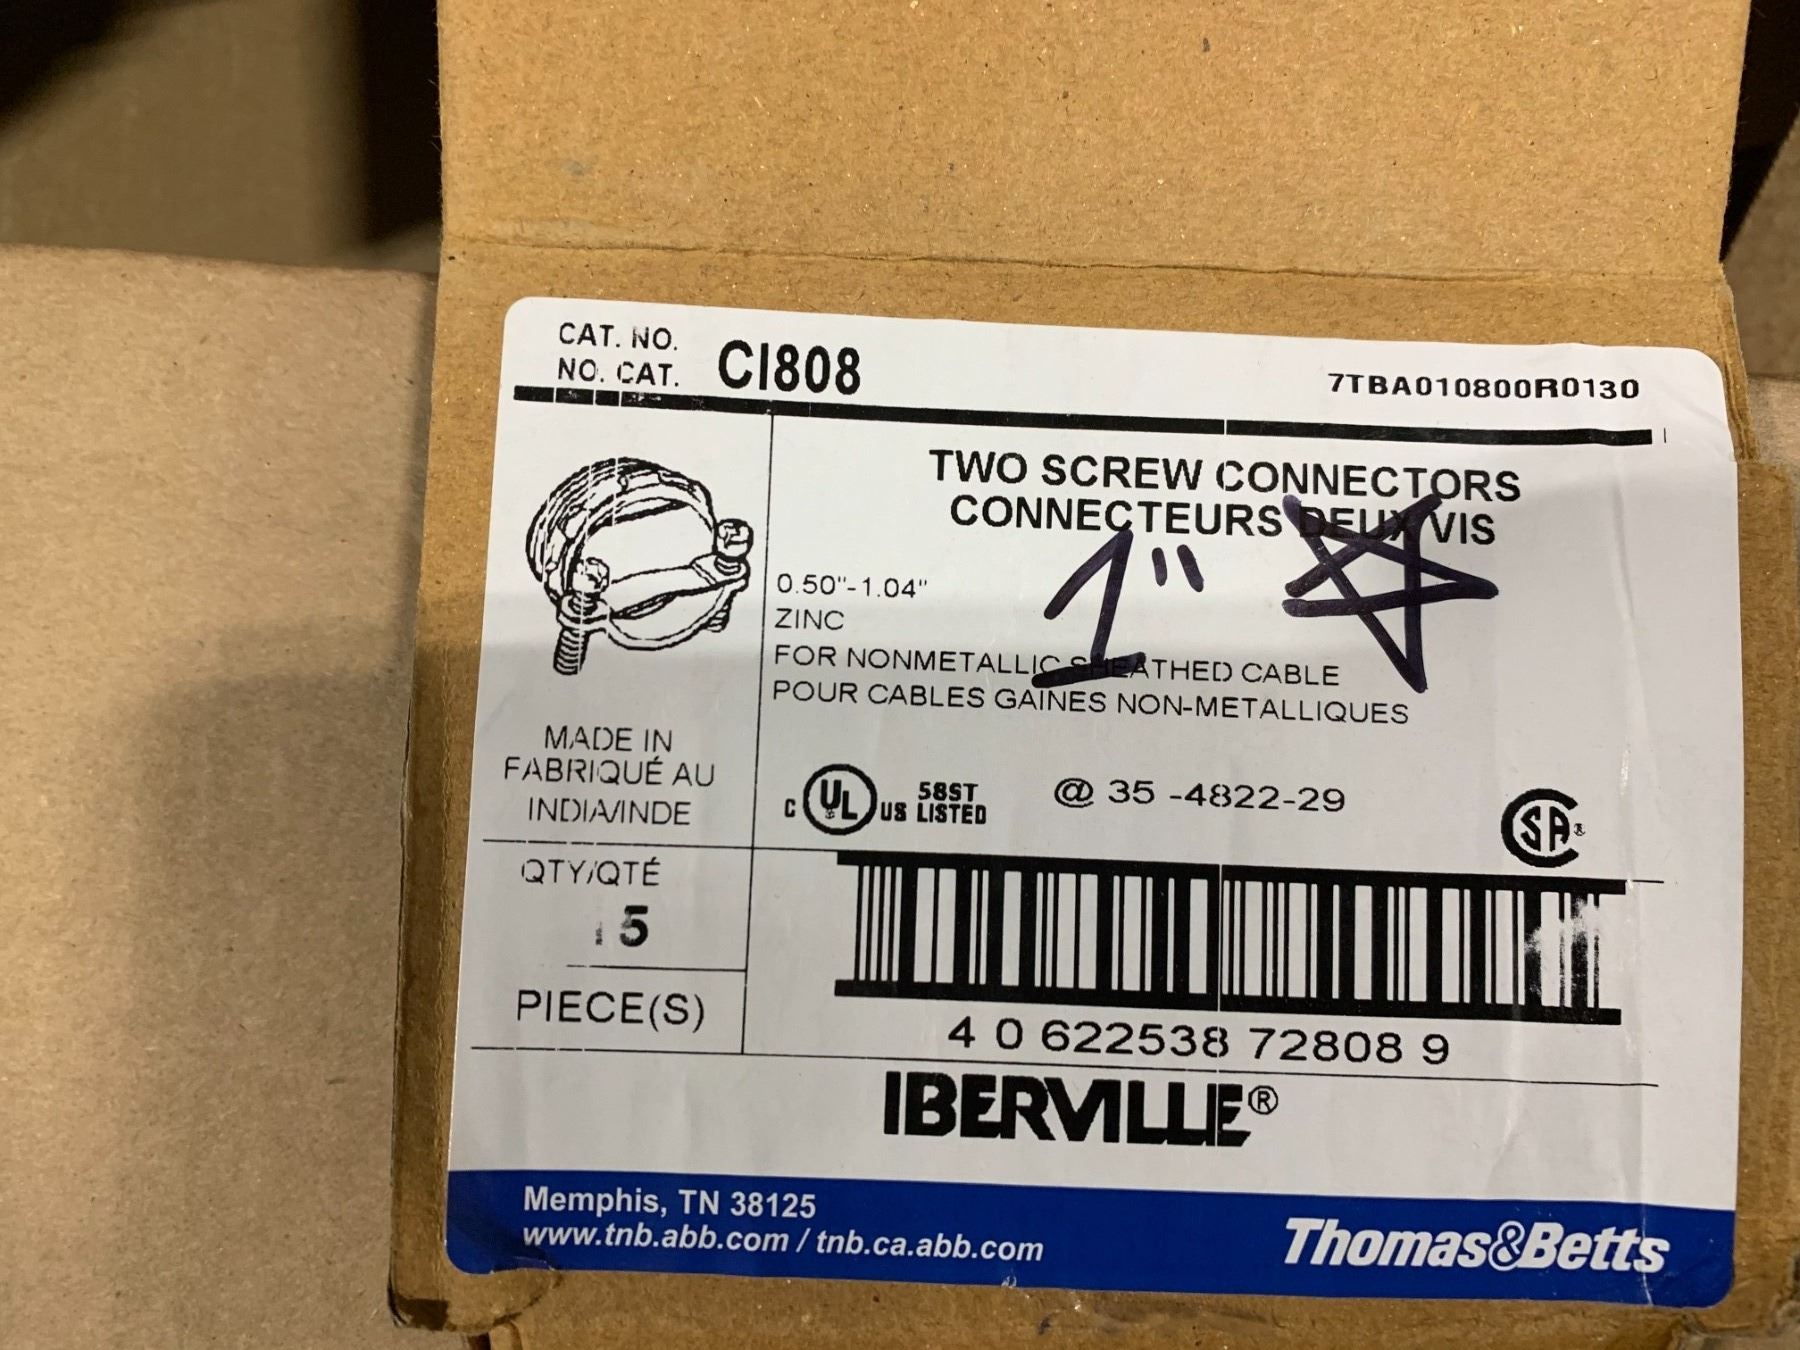 CAT. NO.
NO. CAT. CI808
7TBA010800R0130
TWO SCREW CONNECTORS
CONNECTEURS DEUX VIS
1"
0.50"-1.04"
ZINC
FOR NONMETALLIC SHEATHED CABLE
POUR CABLES GAINES NON-METALLIQUES
MADE IN
FABRIQUÉ AU
INDIA/INDE
C UL US 58ST
LISTED
@ 35 -4822-29
CSA
QTY/QTÉ
5
PIECE(S)
4 0 622538 72808 9
IBERVILLE®
Memphis, TN 38125
www.tnb.abb.com / tnb.ca.abb.com
Thomas&Betts